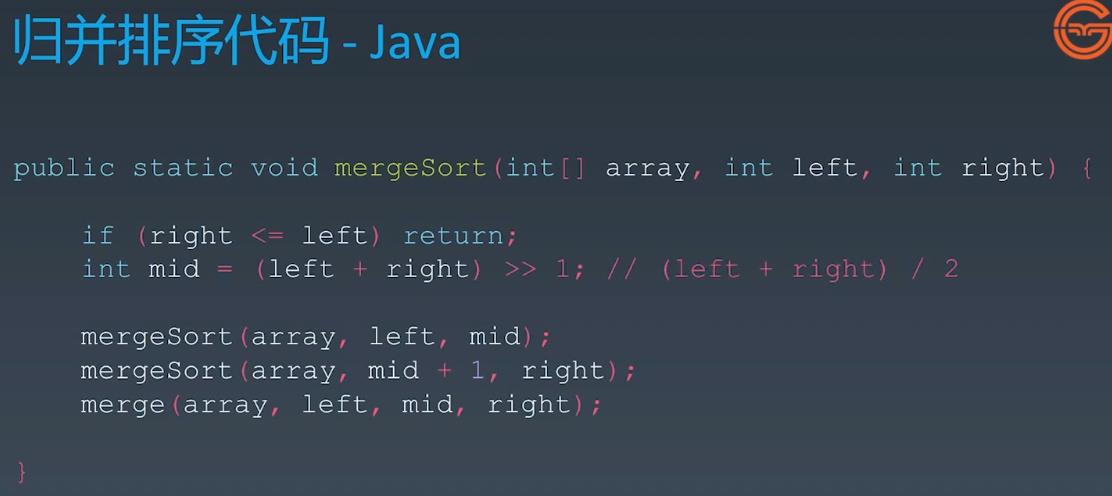 归并排序代码 - Java
public static void mergeSort(int[] array, int left, int right) {
if (right <= left) return;
int mid = (left + right) >> 1; // (left + right) / 2
mergeSort(array, left, mid);
mergeSort(array, mid + 1, right);
merge(array, left, mid, right);
}